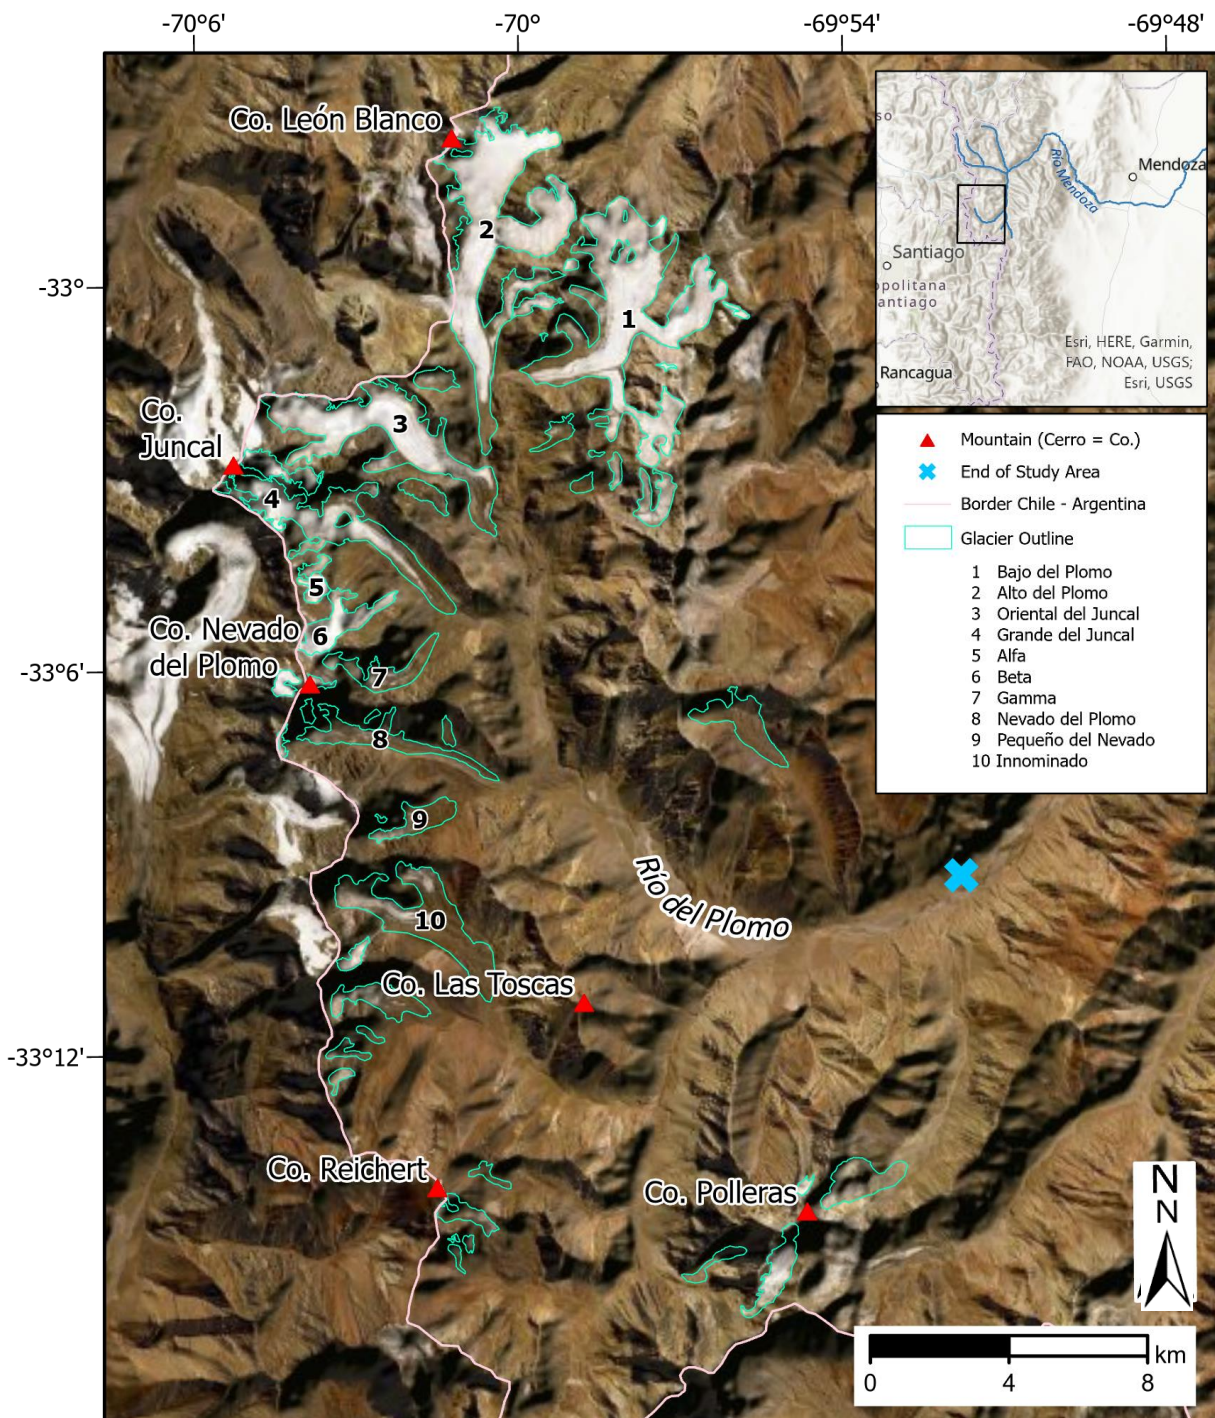 -70°6'
-70°
-69°54'
-69°48'
-33°
-33°6'
-33°12'
Co. León Blanco
2
1
Co.
Juncal
3
4
5
Co. Nevado
del Plomo
6
7
8
9
10
Río del Plomo
Co. Las Toscas
Co. Reichert
Co. Polleras
so
Río Mendoza
Mendoza
Santiago
opolitana
antiago
Rancagua
Esri, HERE, Garmin,
FAO, NOAA, USGS;
Esri, USGS
Mountain (Cerro = Co.)
End of Study Area
Border Chile - Argentina
Glacier Outline
1 Bajo del Plomo
2 Alto del Plomo
3 Oriental del Juncal
4 Grande del Juncal
5 Alfa
6 Beta
7 Gamma
8 Nevado del Plomo
9 Pequeño del Nevado
10 Innominado
N
N
km
0 4 8